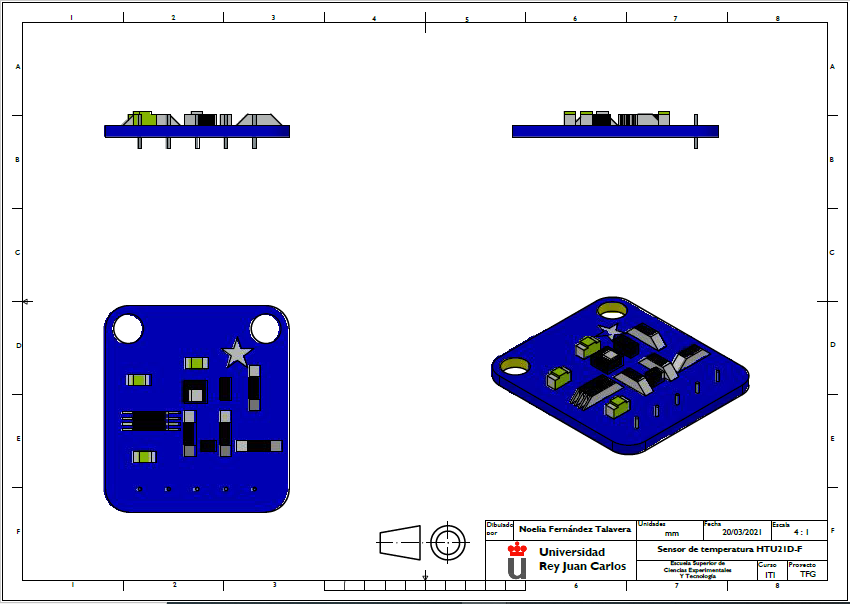 1 2 3 4 5 6 7 8
A A
B B
C C
D D
E E
F F
Dibujado por Noelia Fernández Talavera Unidades mm Fecha 20/03/2021 Escala 4 : 1
Universidad
Rey Juan Carlos
Sensor de temperatura HTU21D-F
Escuela Superior de
Ciencias Experimentales
Y Tecnología
Curso ITI Proyecto TFG
1 2 3 6 7 8